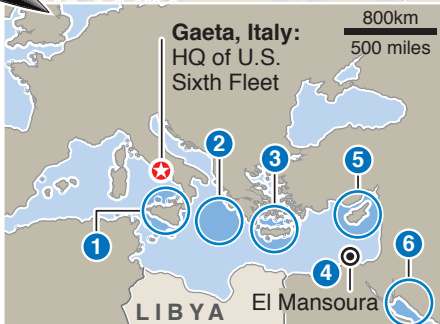 Gaeta, Italy:
HQ of U.S.
Sixth Fleet
800km
500 miles
1
2
3
5
4
6
El Mansoura
LIBYA